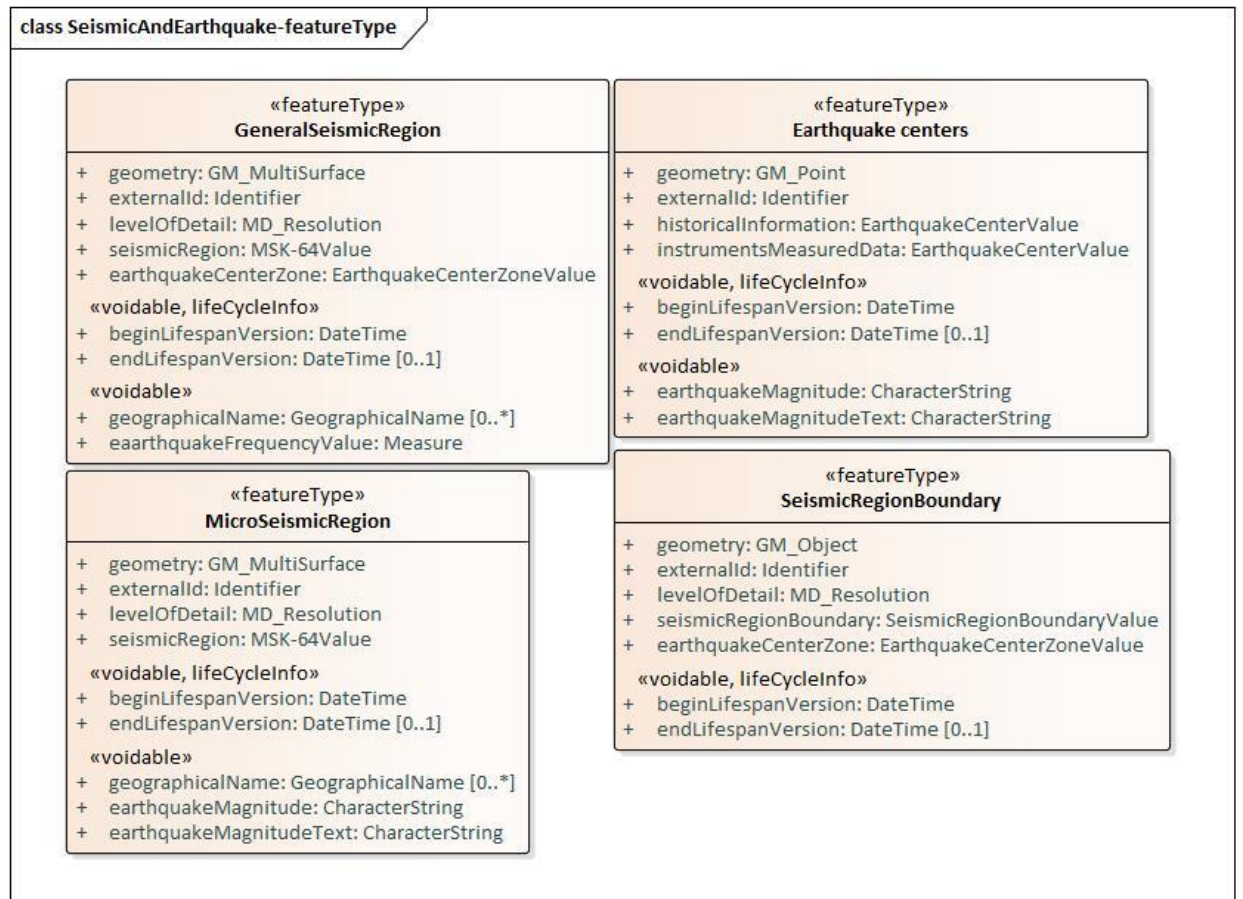 class SeismicAndEarthquake-featureType
«featureType»
GeneralSeismicRegion
+ geometry: GM_MultiSurface
+ externalId: Identifier
+ levelOfDetail: MD_Resolution
+ seismicRegion: MSK-64Value
+ earthquakeCenterZone: EarthquakeCenterZoneValue
«voidable, lifeCycleInfo»
+ beginLifespanVersion: DateTime
+ endLifespanVersion: DateTime [0..1]
«voidable»
+ geographicalName: GeographicalName [0..*]
+ eaarthquakeFrequencyValue: Measure
«featureType»
Earthquake centers
+ geometry: GM_Point
+ externalId: Identifier
+ historicalInformation: EarthquakeCenterValue
+ instrumentsMeasuredData: EarthquakeCenterValue
«voidable, lifeCycleInfo»
+ beginLifespanVersion: DateTime
+ endLifespanVersion: DateTime [0..1]
«voidable»
+ earthquakeMagnitude: CharacterString
+ earthquakeMagnitudeText: CharacterString
«featureType»
MicroSeismicRegion
+ geometry: GM_MultiSurface
+ externalId: Identifier
+ levelOfDetail: MD_Resolution
+ seismicRegion: MSK-64Value
«voidable, lifeCycleInfo»
+ beginLifespanVersion: DateTime
+ endLifespanVersion: DateTime [0..1]
«voidable»
+ geographicalName: GeographicalName [0..*]
+ earthquakeMagnitude: CharacterString
+ earthquakeMagnitudeText: CharacterString
«featureType»
SeismicRegionBoundary
+ geometry: GM_Object
+ externalId: Identifier
+ levelOfDetail: MD_Resolution
+ seismicRegionBoundary: SeismicRegionBoundaryValue
+ earthquakeCenterZone: EarthquakeCenterZoneValue
«voidable, lifeCycleInfo»
+ beginLifespanVersion: DateTime
+ endLifespanVersion: DateTime [0..1]